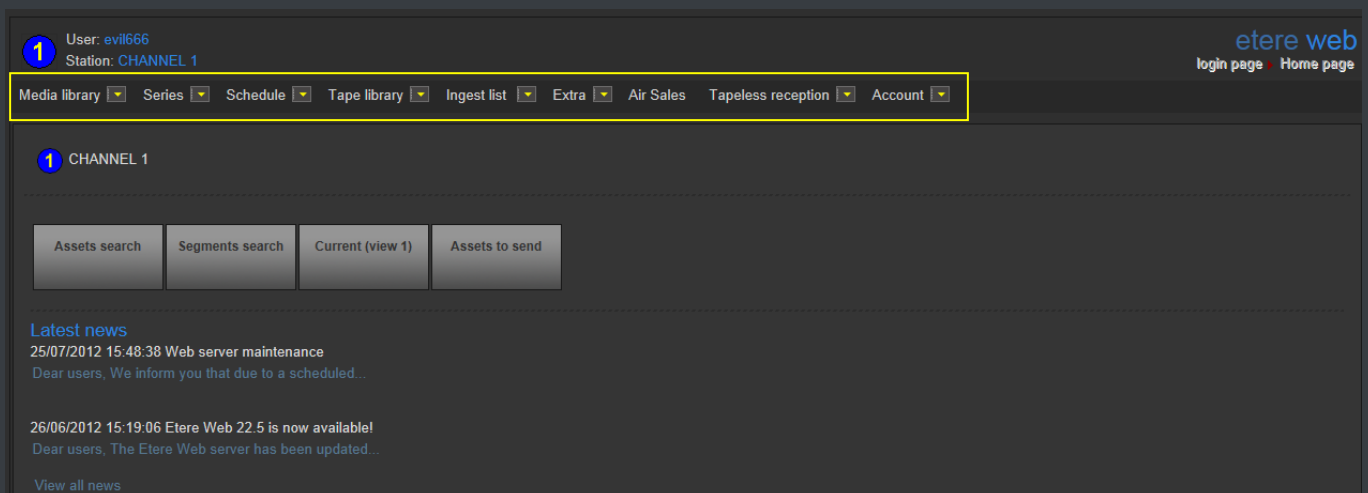 1 User: evil666
Station: CHANNEL 1
etere web
login page Home page
Media library Series Schedule Tape library Ingest list Extra Air Sales Tapeless reception Account
1 CHANNEL 1
Assets search Segments search Current (view 1) Assets to send
Latest news
25/07/2012 15:48:38 Web server maintenance
Dear users, We inform you that due to a scheduled...
26/06/2012 15:19:06 Etere Web 22.5 is now available!
Dear users, The Etere Web server has been updated...
View all news